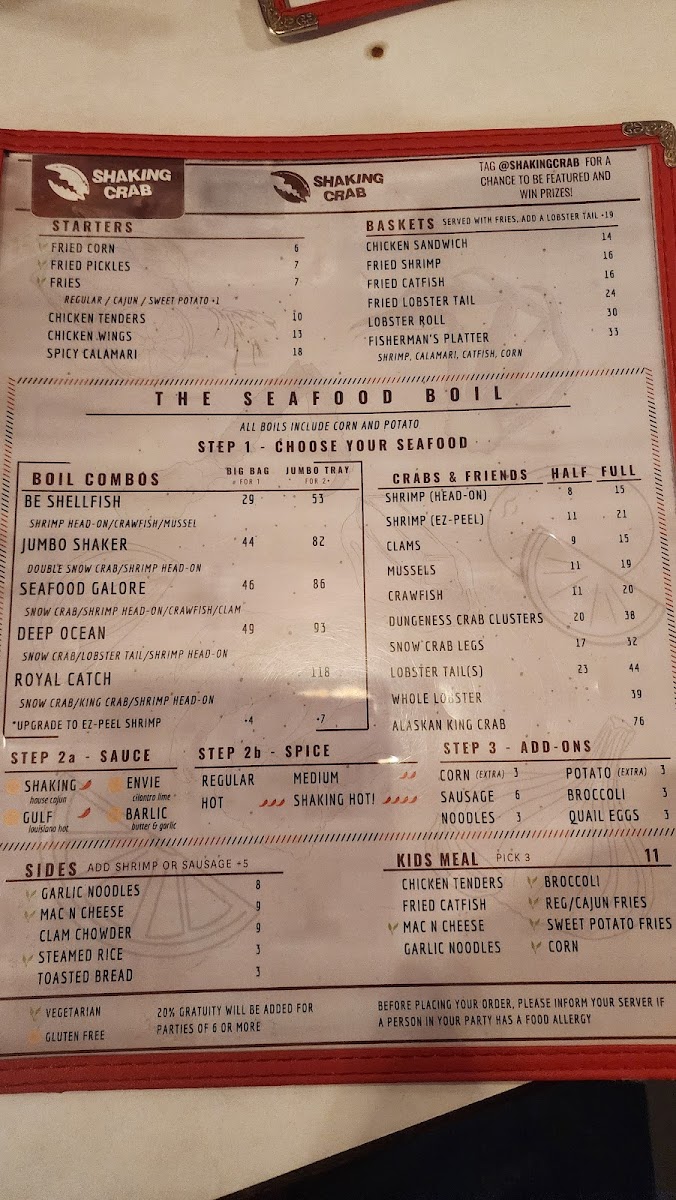 SHAKING CRAB
SHAKING CRAB
TAG @SHAKINGCRAB FOR A
CHANCE TO BE FEATURED AND
WIN PRIZES!
STARTERS
FRIED CORN 6
FRIED PICKLES 7
FRIES 7
REGULAR / CAJUN / SWEET POTATO +1
CHICKEN TENDERS 10
CHICKEN WINGS 13
SPICY CALAMARI 18
BASKETS SERVED WITH FRIES, ADD A LOBSTER TAIL +19
CHICKEN SANDWICH 14
FRIED SHRIMP 16
FRIED CATFISH 16
FRIED LOBSTER TAIL 24
LOBSTER ROLL 30
FISHERMAN'S PLATTER 33
SHRIMP, CALAMARI, CATFISH, CORN
THE SEAFOOD BOIL
ALL BOILS INCLUDE CORN AND POTATO
STEP 1 - CHOOSE YOUR SEAFOOD
BOIL COMBOS BIG BAG JUMBO TRAY
FOR 1 FOR 2+
BE SHELLFISH 29 53
SHRIMP HEAD-ON/CRAWFISH/MUSSEL
JUMBO SHAKER 44 82
DOUBLE SNOW CRAB/SHRIMP HEAD-ON
SEAFOOD GALORE 46 86
SNOW CRAB/SHRIMP HEAD-ON/CRAWFISH/CLAM
DEEP OCEAN 49 93
SNOW CRAB/LOBSTER TAIL/SHRIMP HEAD-ON
ROYAL CATCH 118
SNOW CRAB/KING CRAB/SHRIMP HEAD-ON
*UPGRADE TO EZ-PEEL SHRIMP +4 +7
CRABS & FRIENDS HALF FULL
SHRIMP (HEAD-ON) 8 15
SHRIMP (EZ-PEEL) 11 21
CLAMS 9 15
MUSSELS 11 19
CRAWFISH 11 20
DUNGENESS CRAB CLUSTERS 20 38
SNOW CRAB LEGS 17 32
LOBSTER TAIL(S) 23 44
WHOLE LOBSTER 39
ALASKAN KING CRAB 76
STEP 2a - SAUCE
SHAKING ENVIE
house cajun cilantro lime
GULF BARLIC
louisiana hot butter & garlic
STEP 2b - SPICE
REGULAR MEDIUM
HOT SHAKING HOT!
STEP 3 - ADD-ONS
CORN (EXTRA) 3 POTATO (EXTRA) 3
SAUSAGE 6 BROCCOLI 3
NOODLES 3 QUAIL EGGS 3
SIDES ADD SHRIMP OR SAUSAGE +5
GARLIC NOODLES 8
MAC N CHEESE 9
CLAM CHOWDER 9
STEAMED RICE 3
TOASTED BREAD 3
KIDS MEAL PICK 3 11
CHICKEN TENDERS BROCCOLI
FRIED CATFISH REG/CAJUN FRIES
MAC N CHEESE SWEET POTATO FRIES
GARLIC NOODLES CORN
VEGETARIAN
GLUTEN FREE
20% GRATUITY WILL BE ADDED FOR
PARTIES OF 6 OR MORE
BEFORE PLACING YOUR ORDER, PLEASE INFORM YOUR SERVER IF
A PERSON IN YOUR PARTY HAS A FOOD ALLERGY